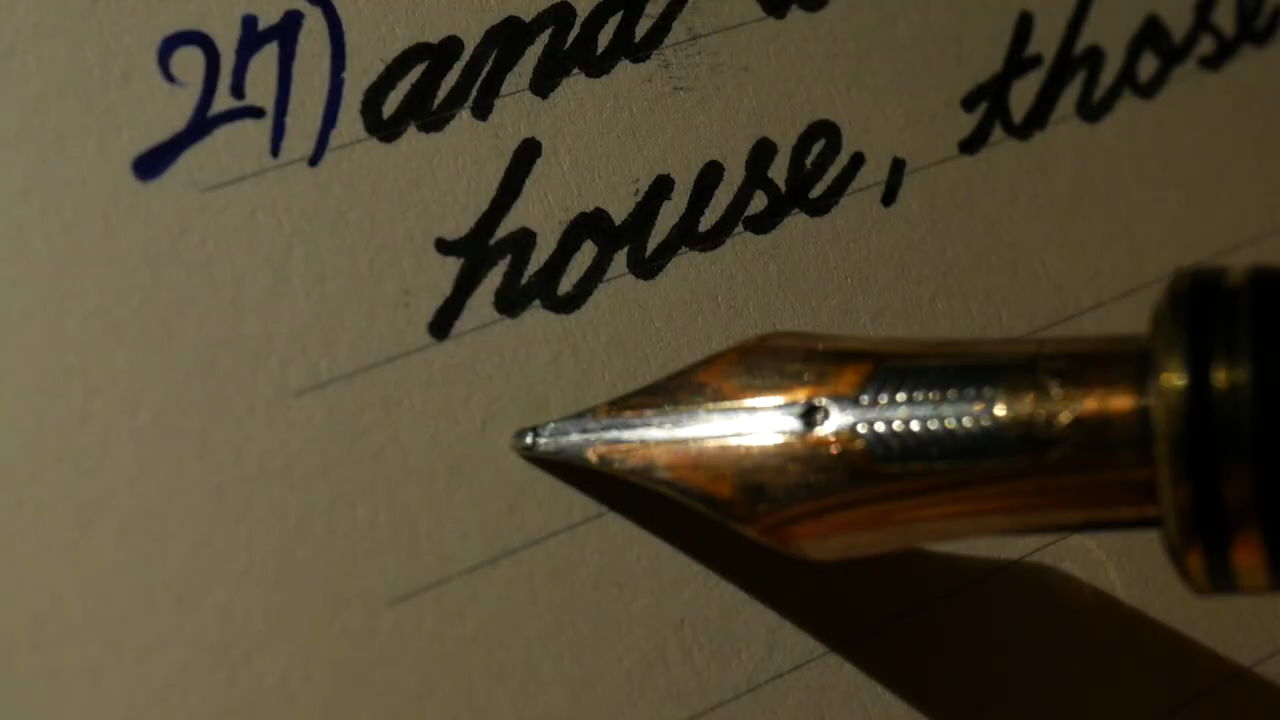 27) and
house, those